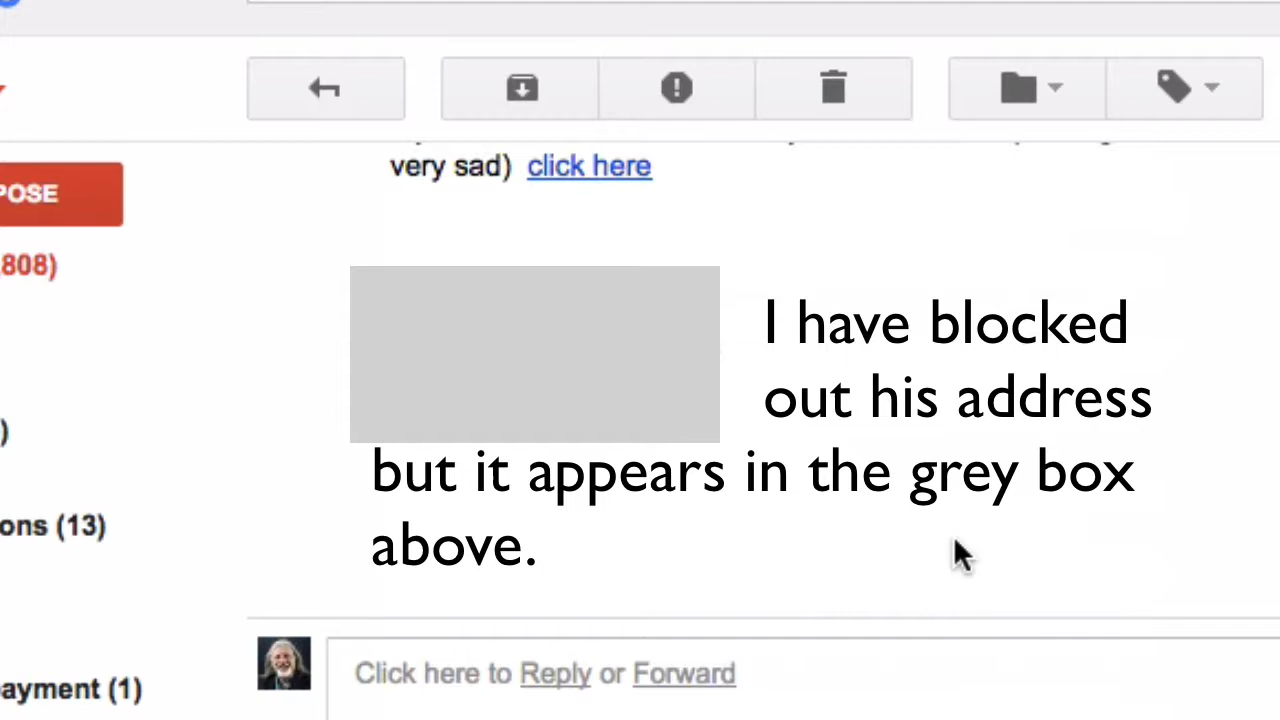 very sad) click here
POSE
808)
I have blocked
out his address
but it appears in the grey box
above.
)
ons (13)
Click here to Reply or Forward
ayment (1)